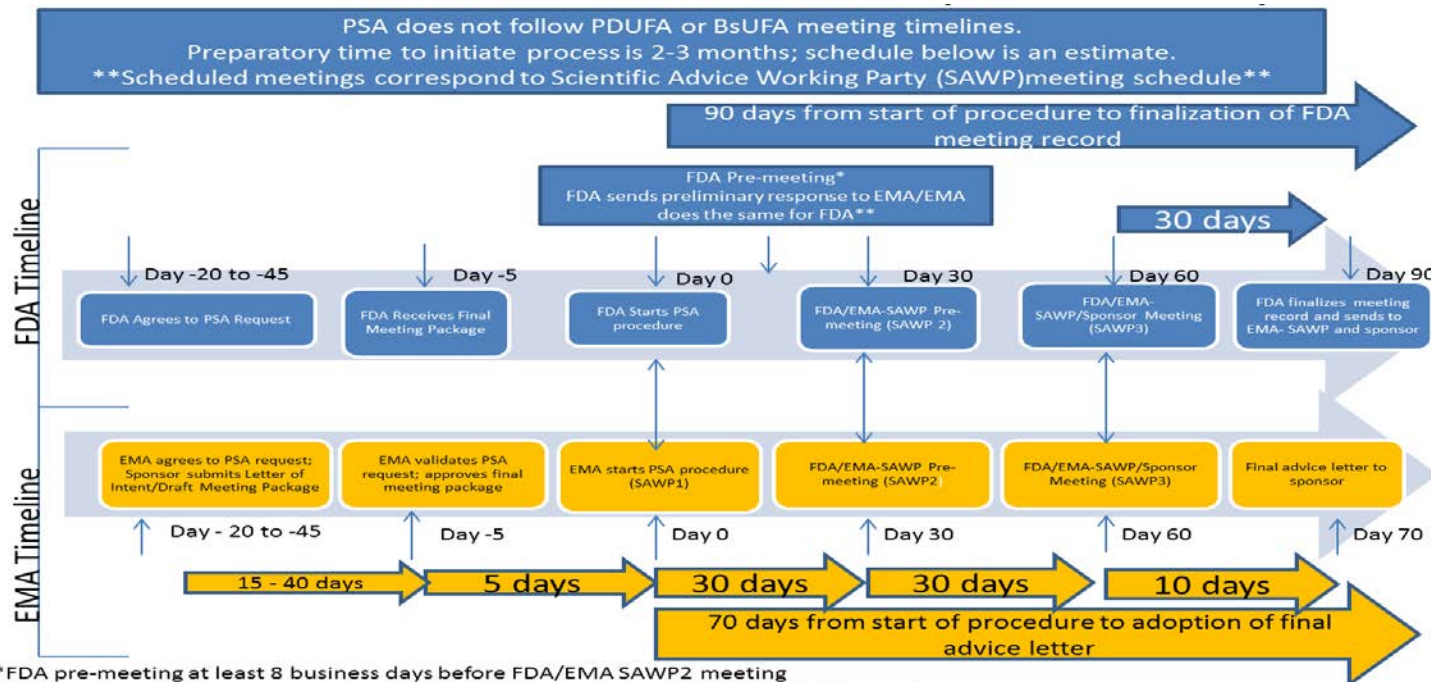 PSA does not follow PDUFA or BsUFA meeting timelines.
Preparatory time to initiate process is 2-3 months; schedule below is an estimate.
**Scheduled meetings correspond to Scientific Advice Working Party (SAWP)meeting schedule**
90 days from start of procedure to finalization of FDA
meeting record
FDA Timeline
FDA Pre-meeting*
FDA sends preliminary response to EMA/EMA
does the same for FDA**
30 days
Day -20 to -45
Day -5
Day 0
Day 30
Day 60
Day 90
FDA Agrees to PSA Request
FDA Receives Final
Meeting Package
FDA Starts PSA
procedure
FDA/EMA-SAWP Pre-
meeting (SAWP 2)
FDA/EMA-
SAWP/Sponsor Meeting
(SAWP3)
FDA finalizes meeting
record and sends to
EMA- SAWP and sponsor
EMA Timeline
EMA agrees to PSA request;
Sponsor submits Letter of
Intent/Draft Meeting Package
EMA validates PSA
request; approves final
meeting package
EMA starts PSA procedure
(SAWP1)
FDA/EMA-SAWP Pre-
meeting (SAWP2)
FDA/EMA-SAWP/Sponsor
Meeting (SAWP3)
Final advice letter to
sponsor
Day - 20 to -45
Day -5
Day 0
Day 30
Day 60
Day 70
15 - 40 days
5 days
30 days
30 days
10 days
70 days from start of procedure to adoption of final
advice letter
*FDA pre-meeting at least 8 business days before FDA/EMA SAWP2 meeting